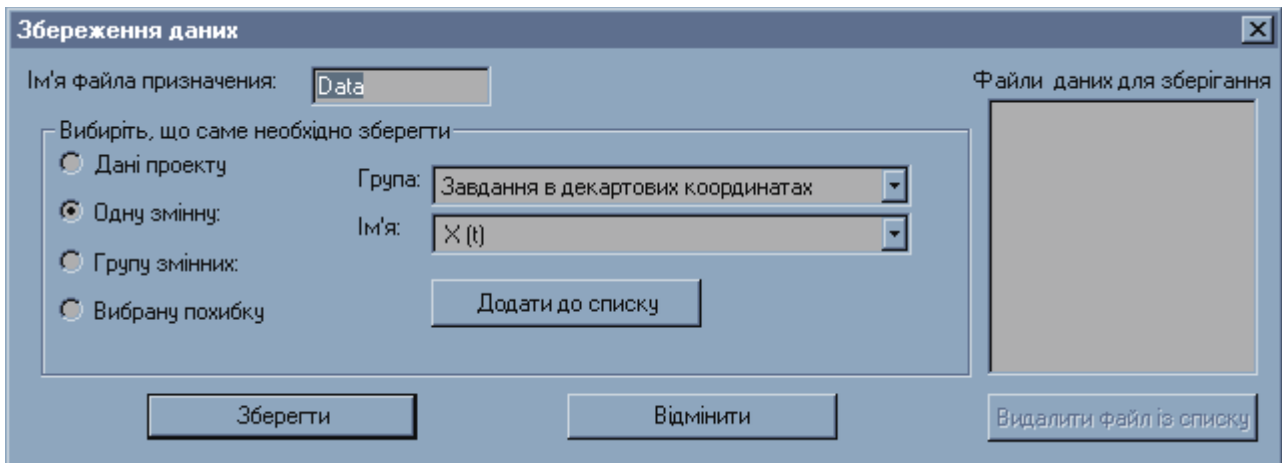 Збереження даних
Ім'я файла призначення:
Data
Файли даних для зберігання
Вибиріть, що саме необхідно зберегти
Дані проекту
Група:
Завдання в декартових координатах
Одну змінну:
Ім'я:
X (t)
Групу змінних:
Додати до списку
Вибрану похибку
Зберегти
Відмінити
Видалити файл із списку